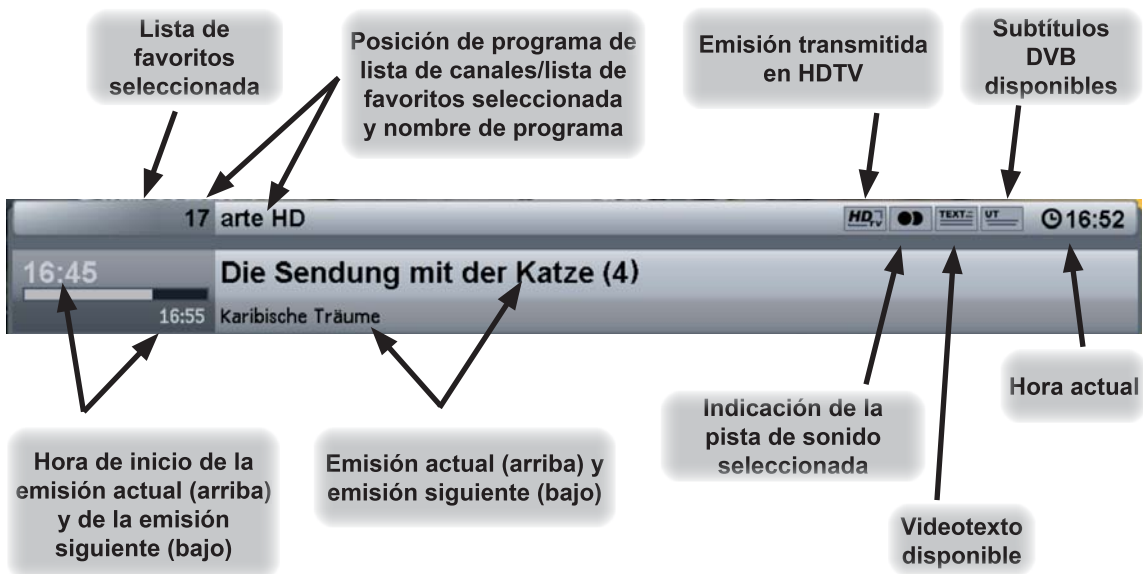 Lista de
favoritos
seleccionada
Posición de programa de
lista de canales/lista de
favoritos seleccionada
y nombre de programa
Emisión transmitida
en HDTV
Subtítulos
DVB
disponibles
17 arte HD HD TV TEXT UT 16:52
16:45 Die Sendung mit der Katze (4)
16:55 Karibische Träume
Hora de inicio de la
emisión actual (arriba)
y de la emisión
siguiente (bajo)
Emisión actual (arriba) y
emisión siguiente (bajo)
Indicación de la
pista de sonido
seleccionada
Videotexto
disponible
Hora actual